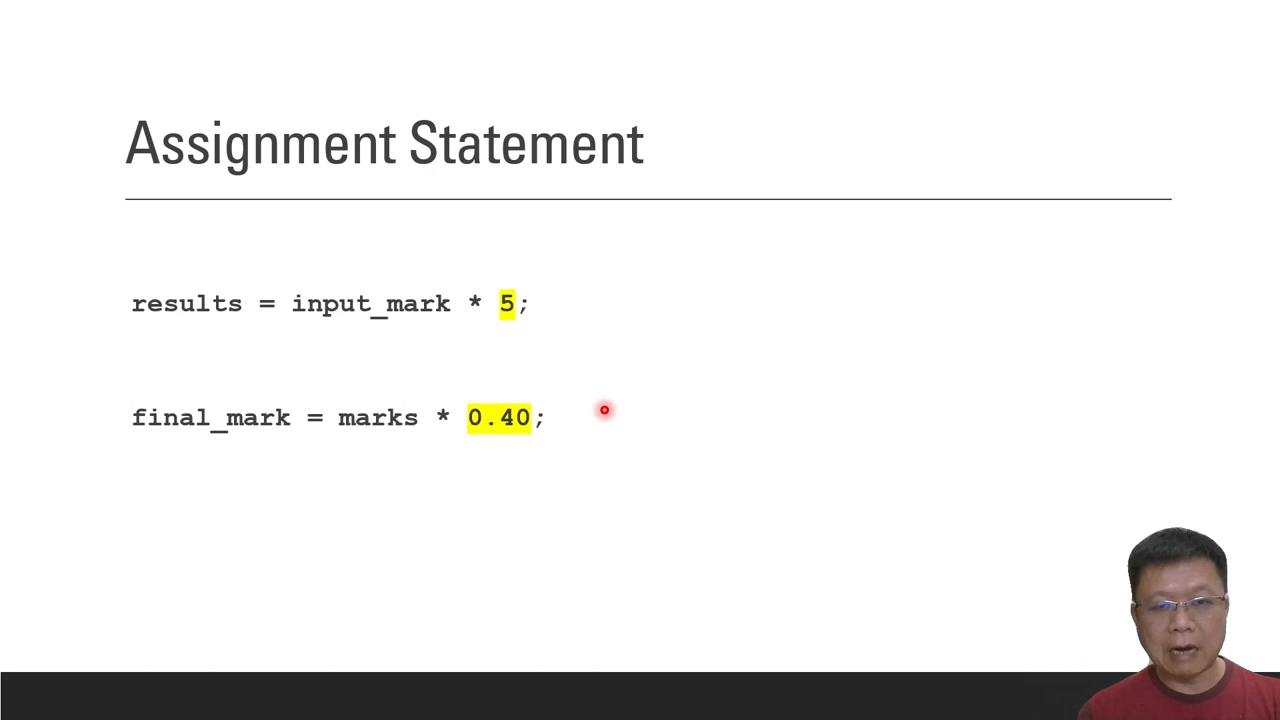 Assignment Statement
results = input_mark * 5;
final_mark = marks * 0.40;